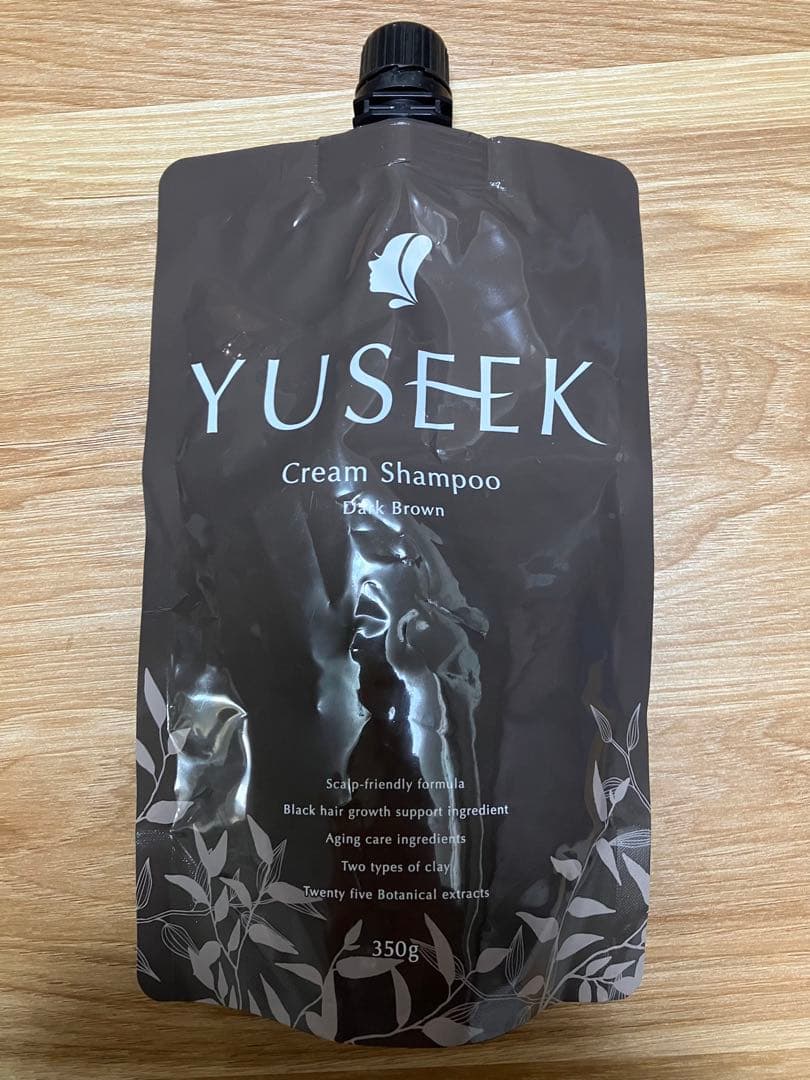 YUSEEK
Cream Shampoo
Dark Brown
Scalp-friendly formula
Black hair growth support ingredient
Aging care ingredients
Two types of clay
Twenty five Botanical extracts
350g